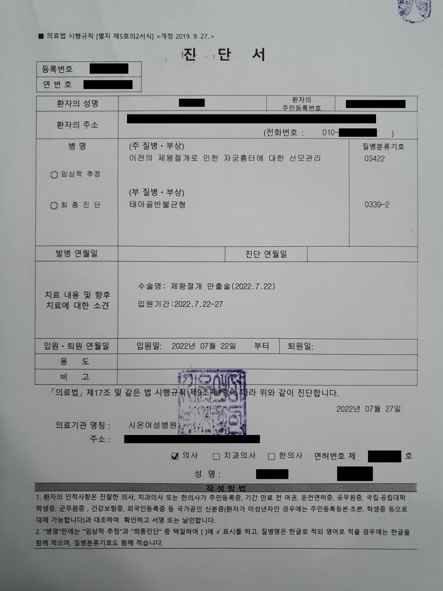 ■ 의료법 시행규칙 [별지 제5호의2서식] <개정 2019. 9. 27.>
진 단 서
등록번호
연 번 호
환자의 성명
환자의
주민등록번호
환자의 주소
(전화번호 : 010- )
병 명
(주 질병·부상)
질병분류기호
이전의 제왕절개로 인한 자궁흉터에 대한 산모관리
O3422
○ 임상적 추정
(부 질병·부상)
○ 최 종 진 단
태아골반불균형
O339-2
발병 연월일
진단 연월일
치료 내용 및 향후
치료에 대한 소견
수술명: 제왕절개 만출술(2022.7.22)
입원기간:2022.7.22-27
입원·퇴원 연월일
입원일: 2022년 07월 22일 부터
퇴원일:
용 도
비 고
「의료법」 제17조 및 같은 법 시행규칙 제9조제1항에 따라 위와 같이 진단합니다.
2022년 07월 27일
의료기관 명칭 : 시온여성병원
주소 :
☑ 의사 □ 치과의사 □ 한의사 면허번호 제 호
성 명 :
작 성 방 법
1. 환자의 인적사항은 진찰한 의사, 치과의사 또는 한의사가 주민등록증, 기간 만료 전 여권, 운전면허증, 공무원증, 국립·공립대학
학생증, 군무원증, 건강보험증, 외국인등록증 등 국가공인 신분증(환자가 미성년자인 경우에는 주민등록등본·초본, 학생증 등으로
대체 가능합니다)과 대조하여 확인하고 서명 또는 날인합니다.
2. "병명"란에는 "임상적 추정"과 "최종진단" 중 택일하여 [ ]에 √ 표시를 하고, 질병명은 한글로 적되 영어로 적을 경우에는 한글을
함께 적으며, 질병분류기호도 함께 적습니다.